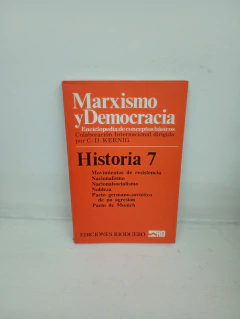 Marxismo
y Democracia
Enciclopedia de conceptos básicos
Colaboración internacional dirigida
por C. D. KERNIG
Historia 7
Movimientos de resistencia
Nacionalismo
Nacionalsocialismo
Nobleza
Pacto germano-soviético
de no agresión
Pacto de Munich
EDICIONES RIODUERO